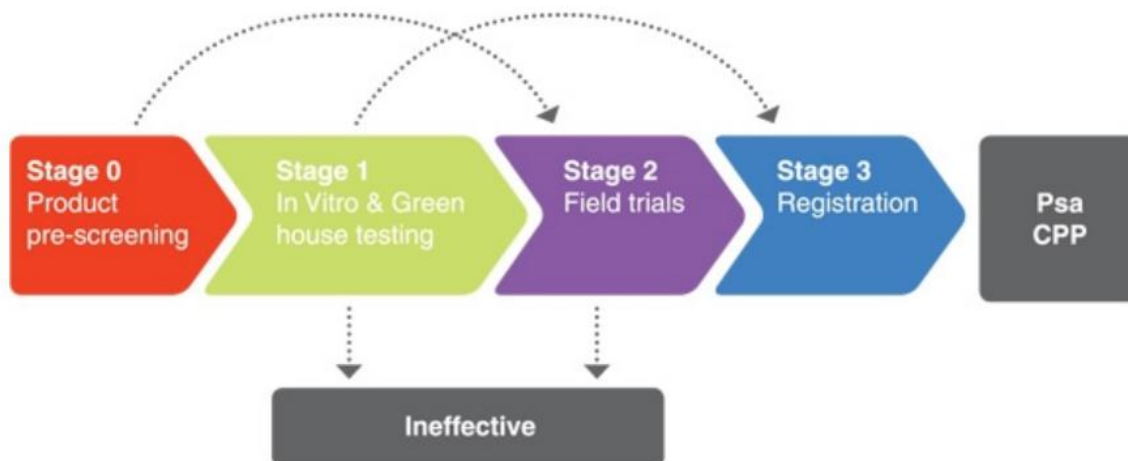 Stage 0
Product
pre-screening
Stage 1
In Vitro & Green
house testing
Stage 2
Field trials
Stage 3
Registration
Psa
CPP
Ineffective